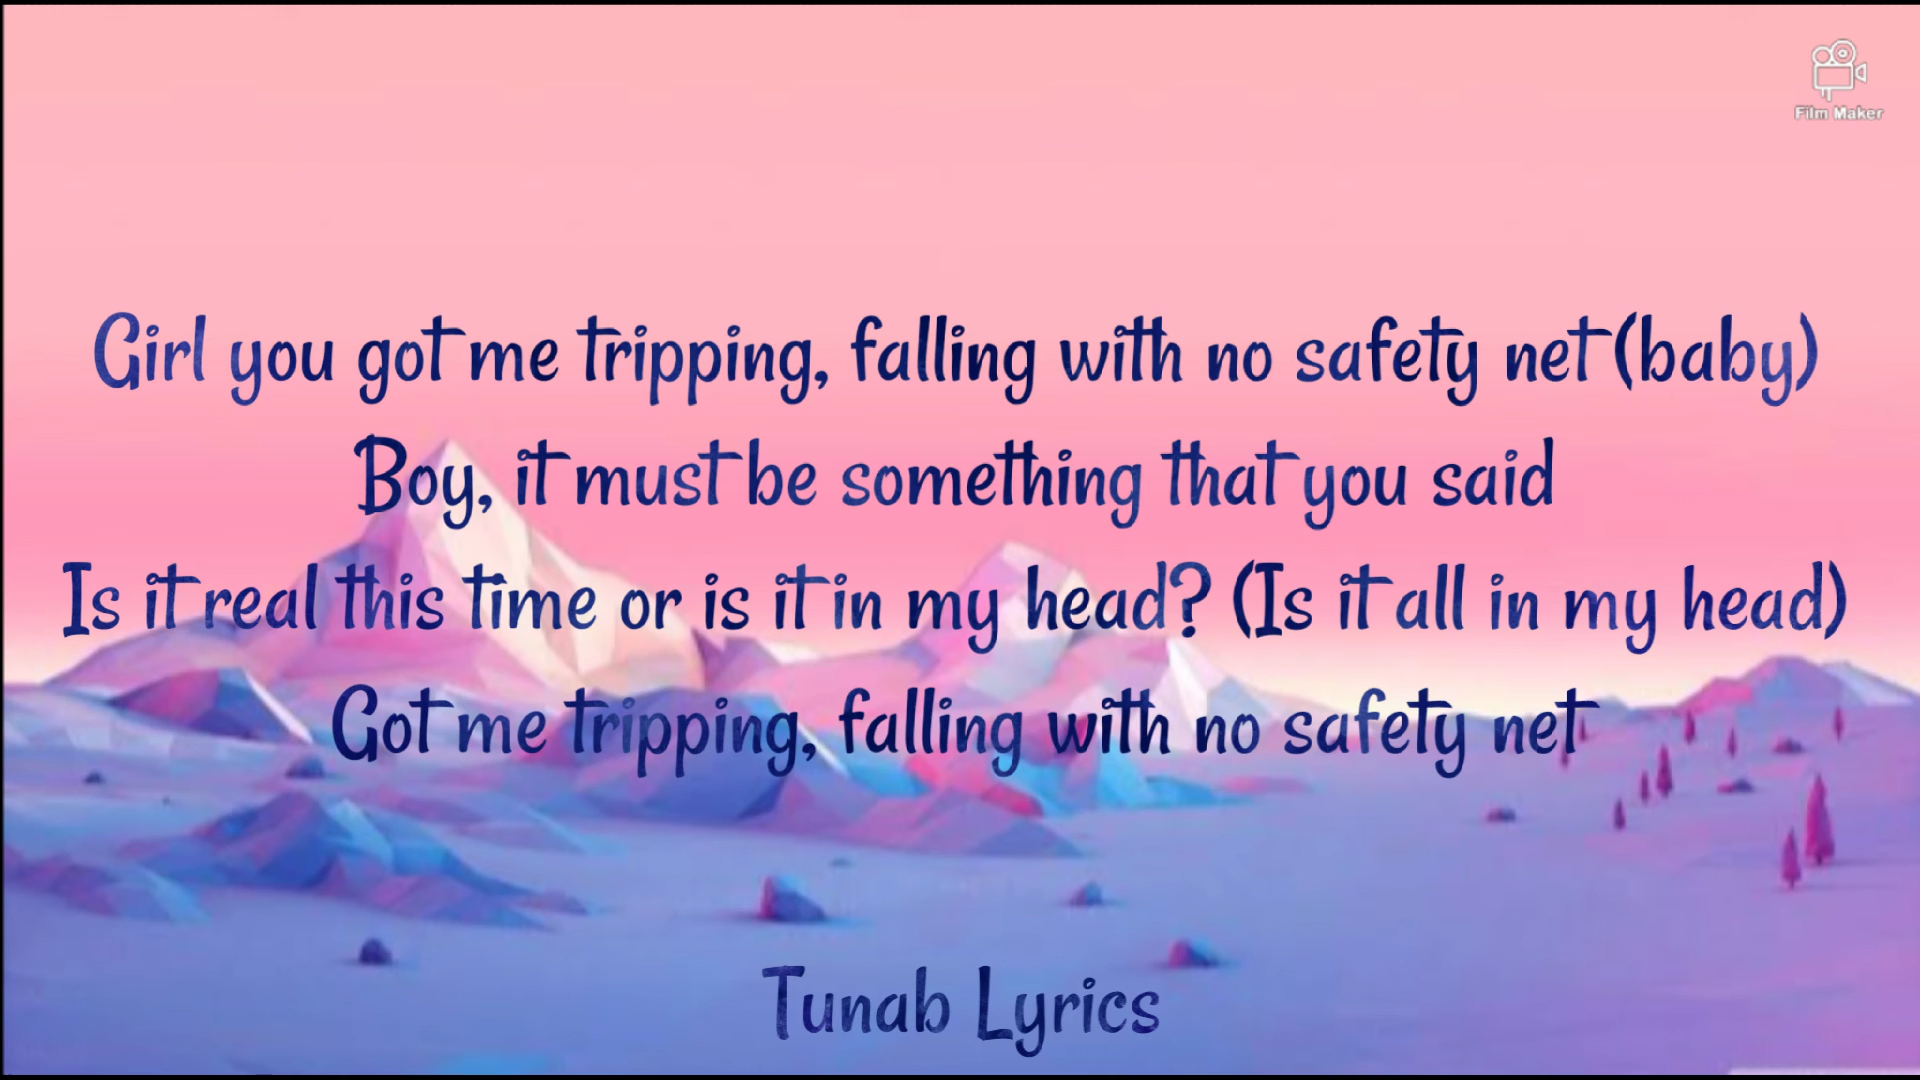 Film Maker
Girl you got me tripping, falling with no safety net (baby)
Boy, it must be something that you said
Is it real this time or is it in my head? (Is it all in my head)
Got me tripping, falling with no safety net
Tunab Lyrics